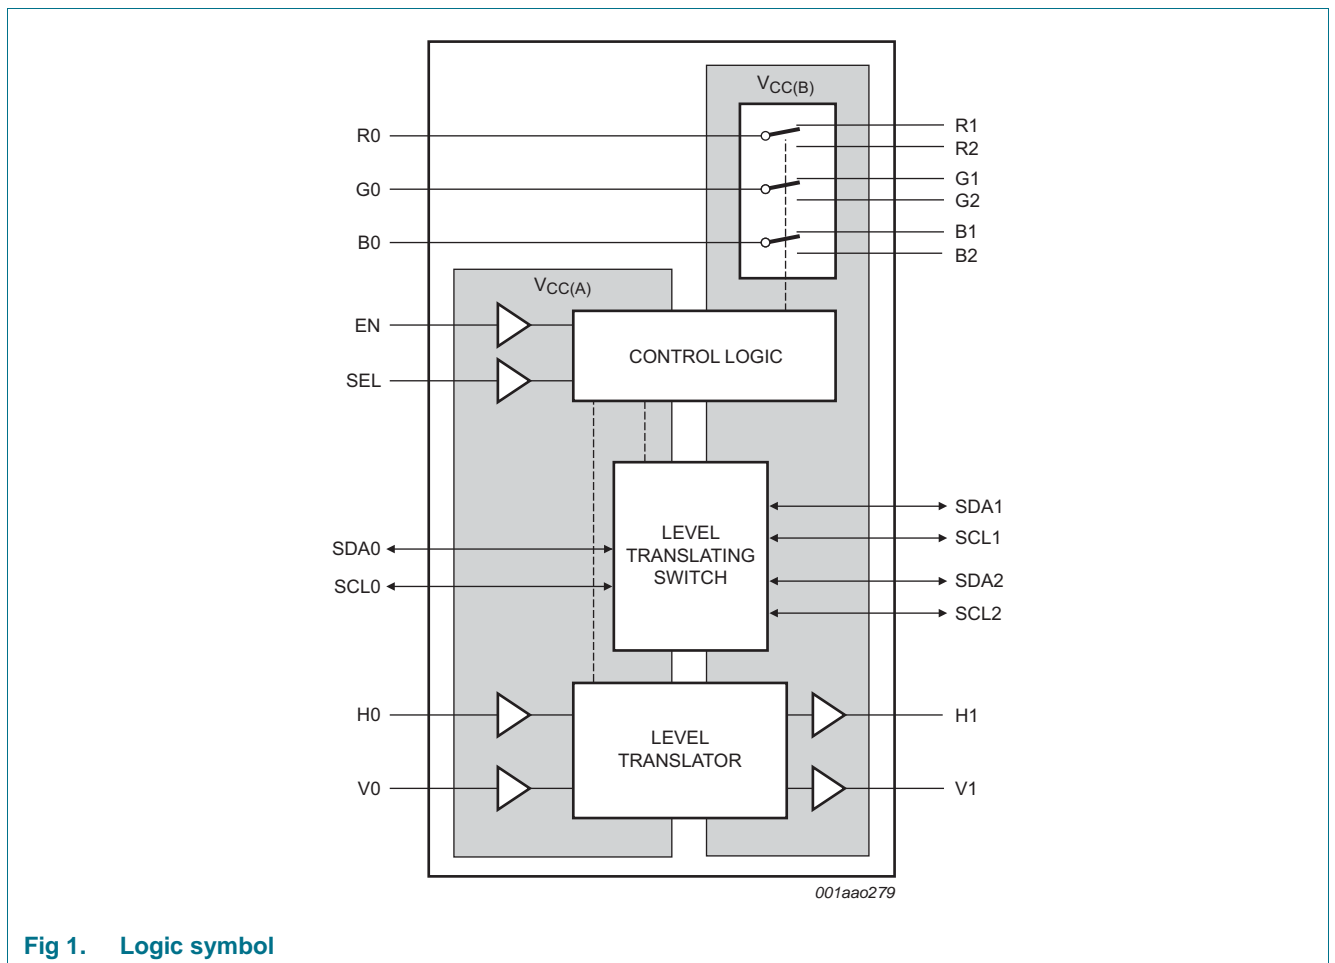 VCC(B)
R0
R1
R2
G0
G1
G2
B0
B1
B2
VCC(A)
EN
CONTROL LOGIC
SEL
SDA1
LEVEL
TRANSLATING
SWITCH
SCL1
SDA0
SDA2
SCL0
SCL2
H0
H1
LEVEL
TRANSLATOR
V0
V1
001aao279
Fig 1. Logic symbol